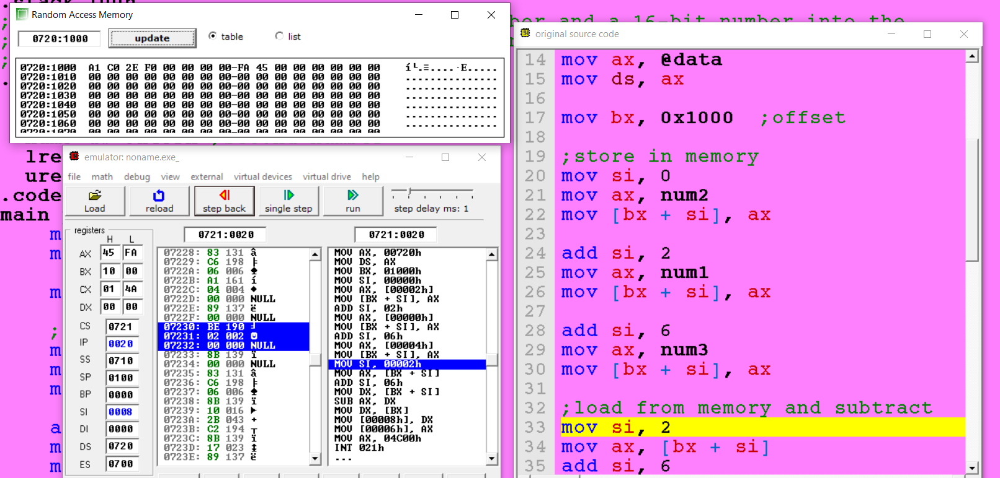 Random Access Memory
0720:1000 update table list
0720:1000 A1 C0 2E F0 00 00 00 00-FA 45 00 00 00 00 00 00 í└.≡....·E.....
0720:1010 00 00 00 00 00 00 00 00-00 00 00 00 00 00 00 00 ...............
0720:1020 00 00 00 00 00 00 00 00-00 00 00 00 00 00 00 00 ...............
0720:1030 00 00 00 00 00 00 00 00-00 00 00 00 00 00 00 00 ...............
0720:1040 00 00 00 00 00 00 00 00-00 00 00 00 00 00 00 00 ...............
0720:1050 00 00 00 00 00 00 00 00-00 00 00 00 00 00 00 00 ...............
0720:1060 00 00 00 00 00 00 00 00-00 00 00 00 00 00 00 00 ...............
and a 16-bit number into the
lre
ure
.code
main
emulator: noname.exe_
file math debug view external virtual devices virtual drive help
Load reload step back single step run step delay ms: 1
registers
H L
AX 45 FA
BX 10 00
CX 01 4A
DX 00 00
CS 0721
IP 0020
SS 0710
SP 0100
BP 0000
SI 0008
DI 0000
DS 0720
ES 0700
0721:0020
07228: 83 131 â
07229: C6 198 ╞
0722A: 06 006 ♠
0722B: A1 161 í
0722C: 04 004 ♦
0722D: 00 000 NULL
0722E: 89 137 ë
0722F: 00 000 NULL
07230: BE 190 ╛
07231: 02 002 ☻
07232: 00 000 NULL
07233: 8B 139 ï
07234: 00 000 NULL
07235: 83 131 â
07236: C6 198 ╞
07237: 06 006 ♠
07238: 8B 139 ï
07239: 10 016 ►
0723A: 2B 043 +
0723B: C2 194 ┬
0723C: 8B 139 ï
0723D: 17 023 ↨
0723E: 89 137 ë
0721:0020
MOV AX, 00720h
MOV DS, AX
MOV BX, 01000h
MOV SI, 00000h
MOV AX, [00002h]
MOV [BX + SI], AX
ADD SI, 02h
MOV AX, [00000h]
MOV [BX + SI], AX
ADD SI, 06h
MOV AX, [00004h]
MOV [BX + SI], AX
MOV SI, 00002h
MOV AX, [BX + SI]
ADD SI, 06h
MOV DX, [BX + SI]
SUB AX, DX
MOV DX, [BX]
MOV [00008h], DX
MOV [00006h], AX
MOV AX, 04C00h
INT 021h
...
original source code
14 mov ax, @data
15 mov ds, ax
16
17 mov bx, 0x1000 ;offset
18
19 ;store in memory
20 mov si, 0
21 mov ax, num2
22 mov [bx + si], ax
23
24 add si, 2
25 mov ax, num1
26 mov [bx + si], ax
27
28 add si, 6
29 mov ax, num3
30 mov [bx + si], ax
31
32 ;load from memory and subtract
33 mov si, 2
34 mov ax, [bx + si]
35 add si, 6